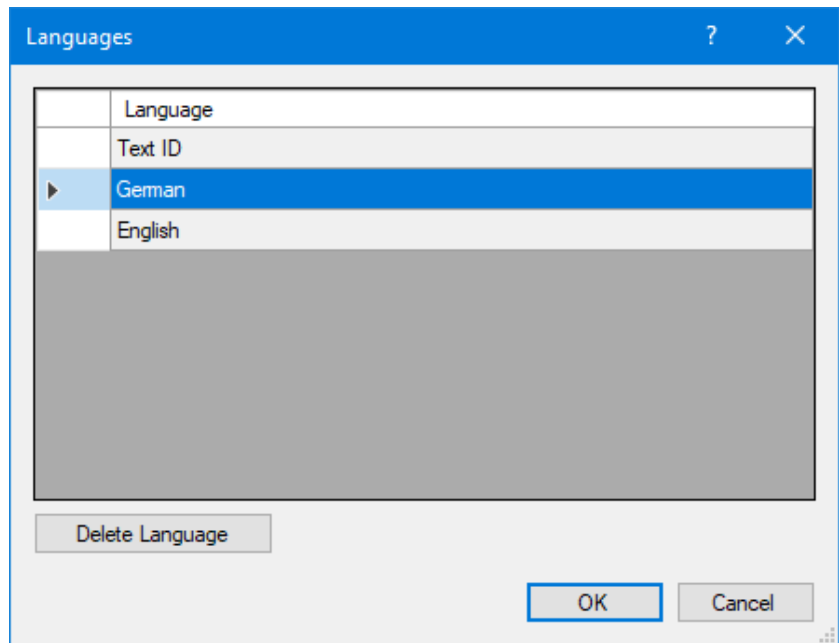 Languages ?
Language
Text ID
German
English
Delete Language
OK Cancel